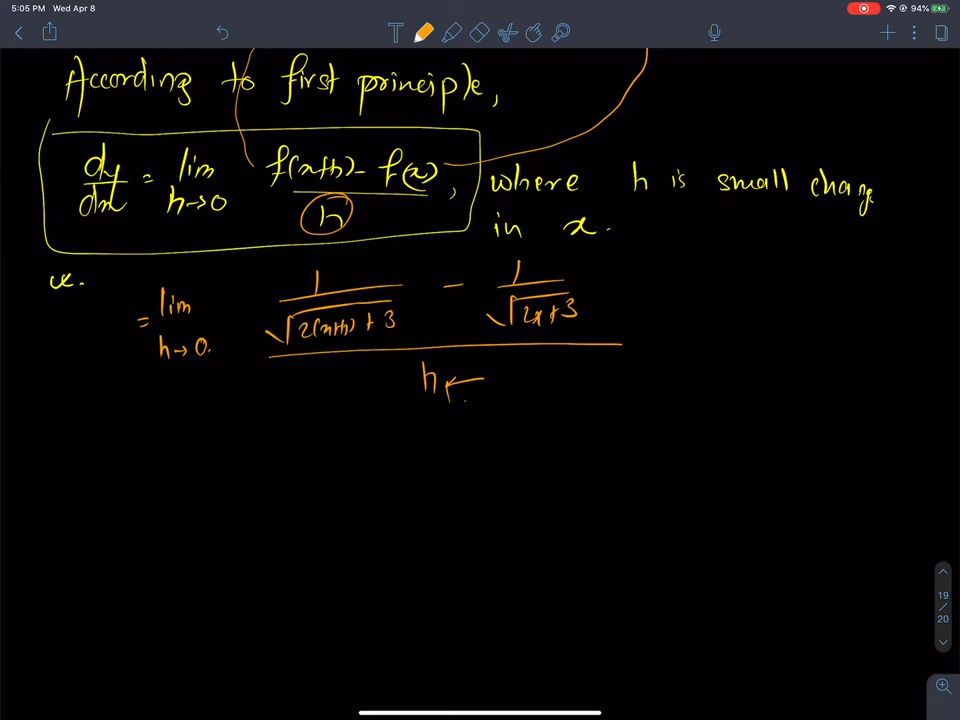 5:05 PM Wed Apr 8 94%
According to first principle,
dy/dx = lim h→0 f(x+h) - f(x) / h, where h is small change
in x.
= lim h→0. 1/√2(x+h) + 3 - 1/√2x + 3
h
19
/
20